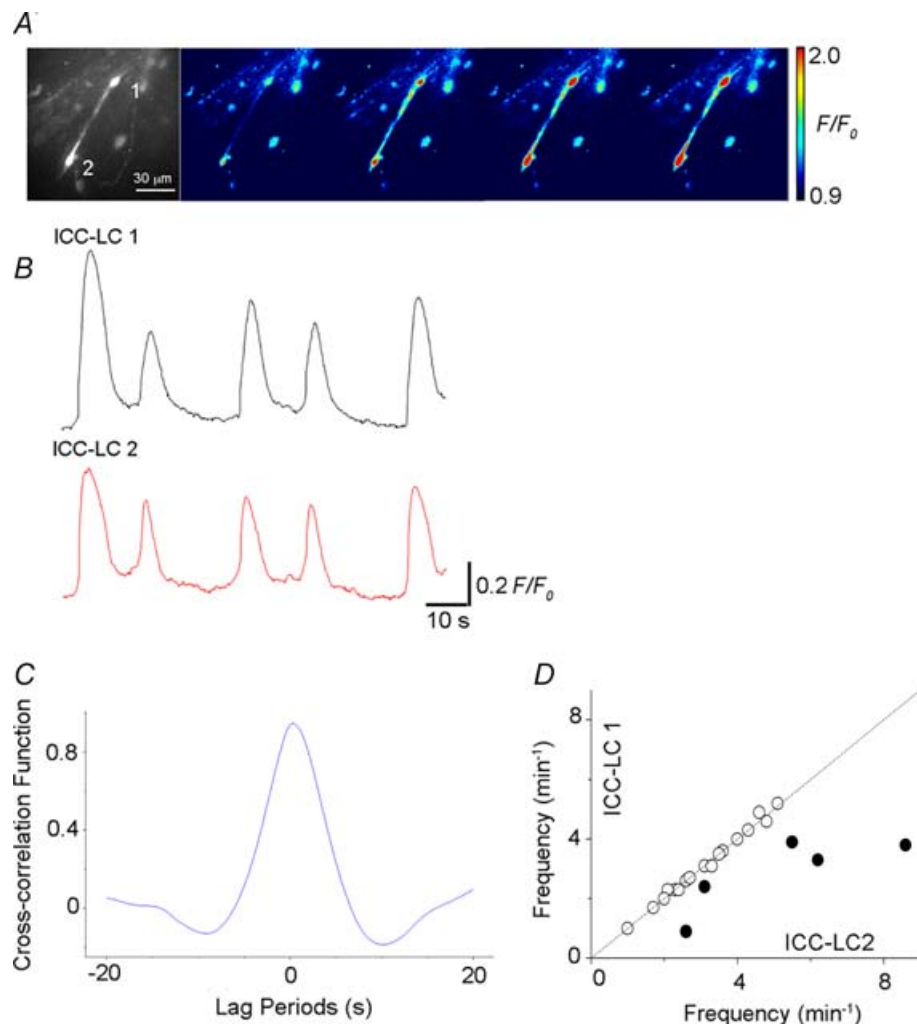 A
1
2
30 μm
2.0
F/F0
0.9
B
ICC-LC 1
ICC-LC 2
0.2 F/F0
10 s
C
Cross-correlation Function
0.8
0.4
0
-20
0
20
Lag Periods (s)
D
Frequency (min⁻¹)
ICC-LC 1
8
4
0
ICC-LC2
0
4
8
Frequency (min⁻¹)